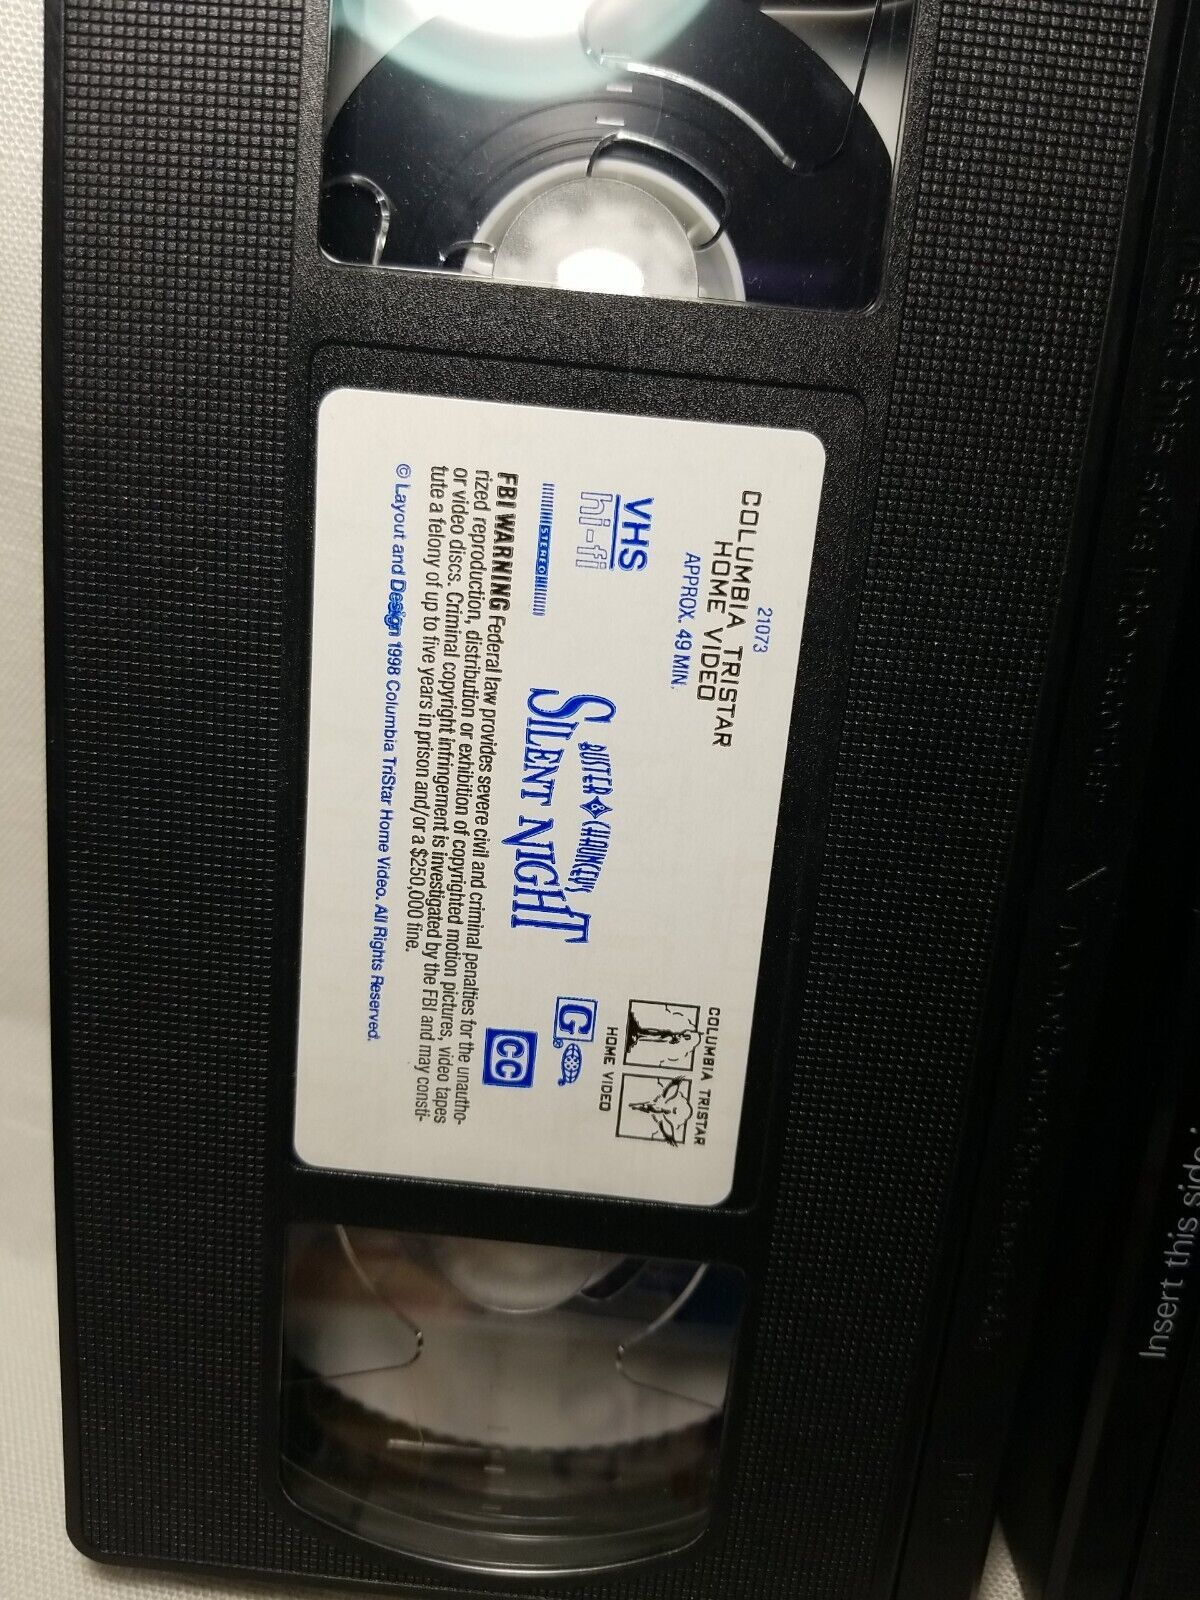 21073
COLUMBIA TRISTAR
HOME VIDEO
APPROX. 49 MIN.
COLUMBIA TRISTAR
HOME VIDEO
VHS
hi-fi
STEREO
BUSTER & CHAUNCEY'S
SILENT NIGHT
G ®
CC
FBI WARNING Federal law provides severe civil and criminal penalties for the unautho-
rized reproduction, distribution or exhibition of copyrighted motion pictures, video tapes
or video discs. Criminal copyright infringement is investigated by the FBI and may consti-
tute a felony of up to five years in prison and/or a $250,000 fine.
© Layout and Design 1998 Columbia TriStar Home Video. All Rights Reserved.
Insert this side